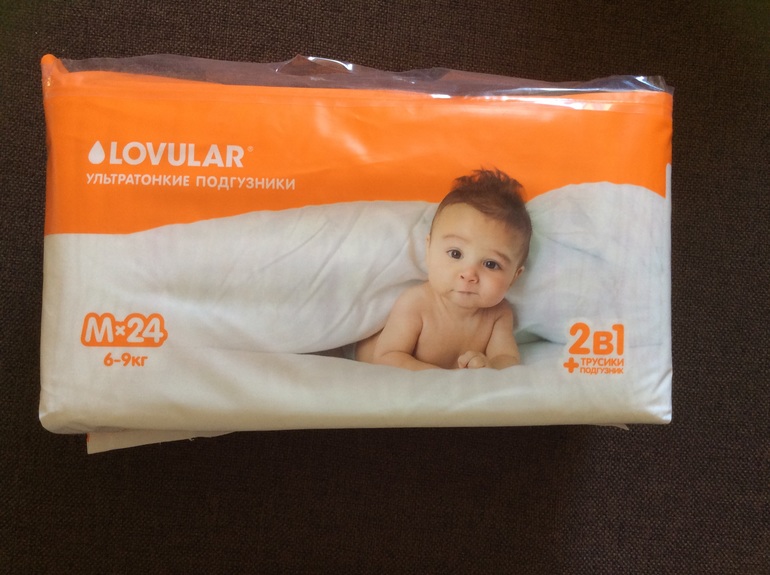 LOVULAR®
УЛЬТРАТОНКИЕ ПОДГУЗНИКИ
M×24
6-9КГ
2В1
ТРУСИКИ
+ ПОДГУЗНИК